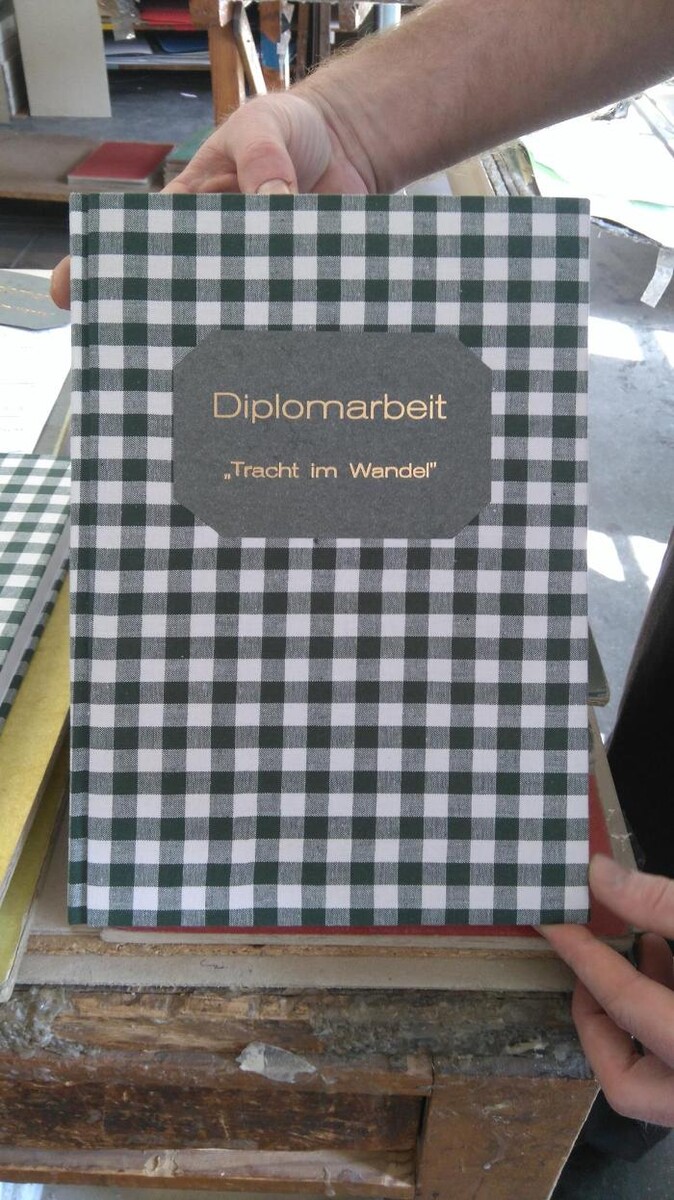 Diplomarbeit
„Tracht im Wandel"